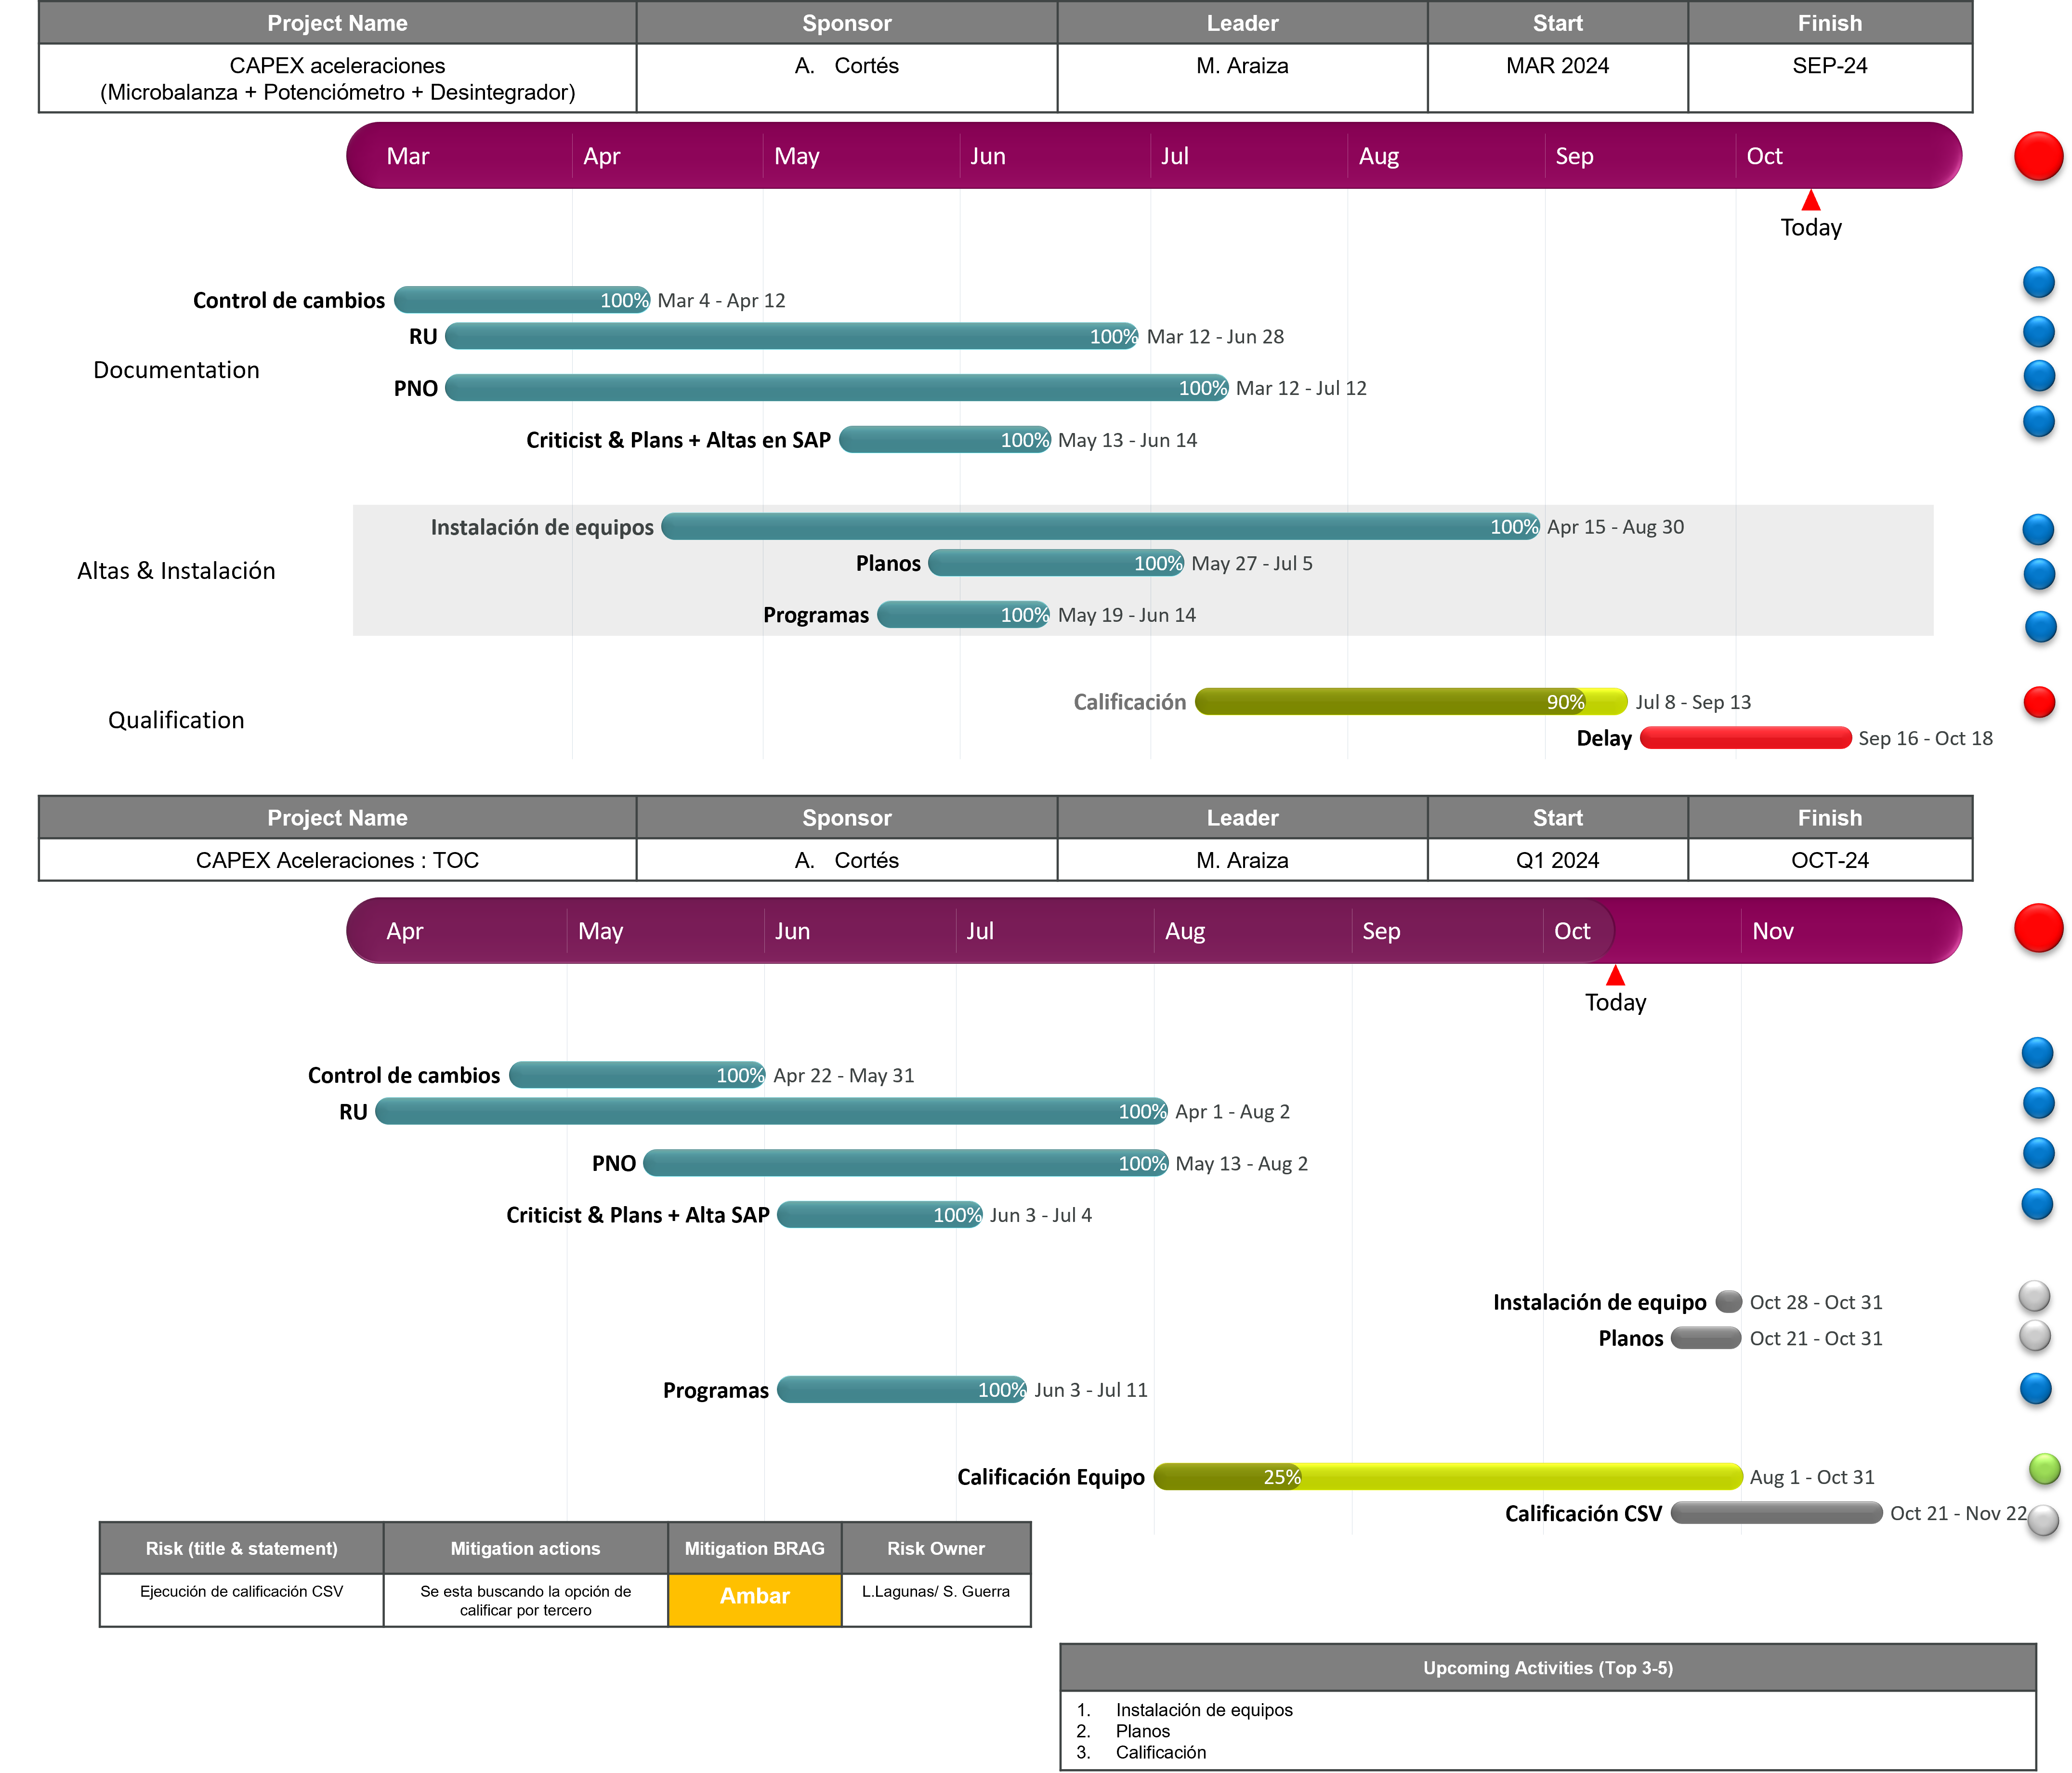 Project Name Sponsor Leader Start Finish
CAPEX aceleraciones A. Cortés M. Araiza MAR 2024 SEP-24
(Microbalanza + Potenciómetro + Desintegrador)
Mar Apr May Jun Jul Aug Sep Oct
Today
Control de cambios 100% Mar 4 - Apr 12
RU 100% Mar 12 - Jun 28
Documentation
PNO 100% Mar 12 - Jul 12
Criticist & Plans + Altas en SAP 100% May 13 - Jun 14
Instalación de equipos 100% Apr 15 - Aug 30
Planos 100% May 27 - Jul 5
Altas & Instalación
Programas 100% May 19 - Jun 14
Calificación 90% Jul 8 - Sep 13
Qualification
Delay Sep 16 - Oct 18
Project Name Sponsor Leader Start Finish
CAPEX Aceleraciones : TOC A. Cortés M. Araiza Q1 2024 OCT-24
Apr May Jun Jul Aug Sep Oct Nov
Today
Control de cambios 100% Apr 22 - May 31
RU 100% Apr 1 - Aug 2
PNO 100% May 13 - Aug 2
Criticist & Plans + Alta SAP 100% Jun 3 - Jul 4
Instalación de equipo Oct 28 - Oct 31
Planos Oct 21 - Oct 31
Programas 100% Jun 3 - Jul 11
Calificación Equipo 25% Aug 1 - Oct 31
Calificación CSV Oct 21 - Nov 22
Risk (title & statement) Mitigation actions Mitigation BRAG Risk Owner
Ejecución de calificación CSV Se esta buscando la opción de Ambar L.Lagunas/ S. Guerra
calificar por tercero
Upcoming Activities (Top 3-5)
1. Instalación de equipos
2. Planos
3. Calificación